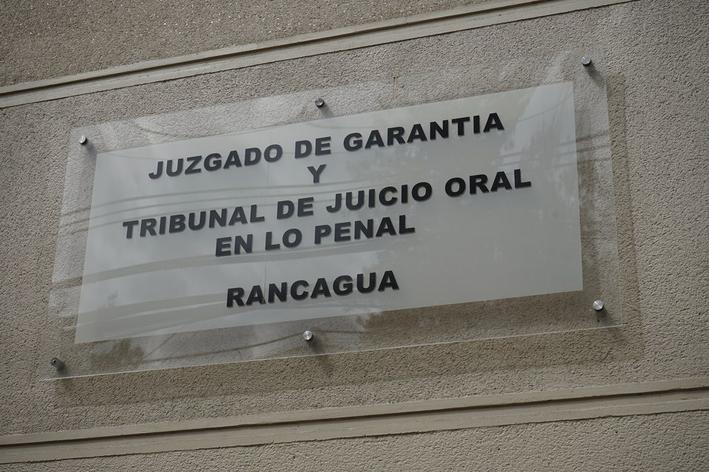 JUZGADO DE GARANTIA
Y
TRIBUNAL DE JUICIO ORAL
EN LO PENAL
RANCAGUA